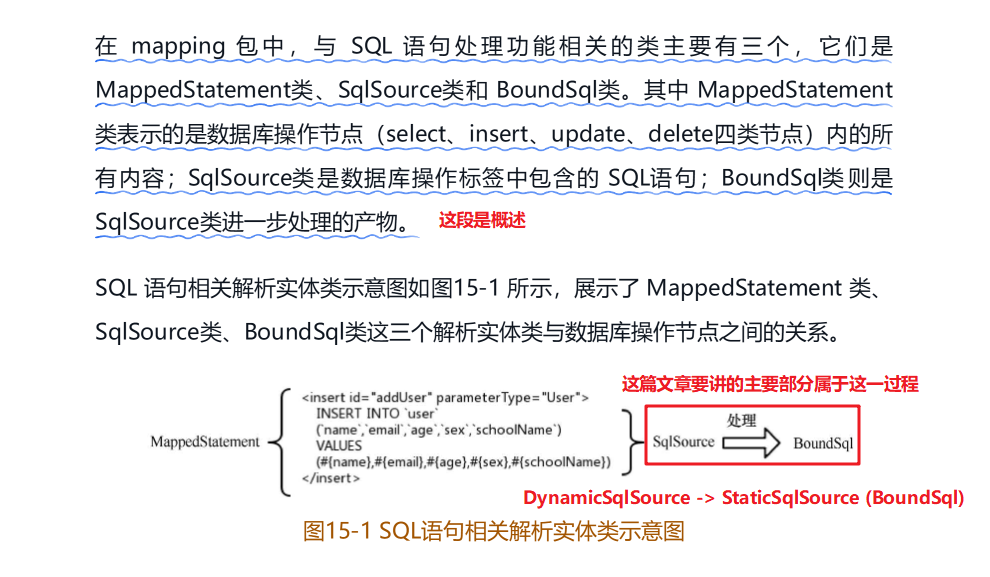 在 mapping 包中，与 SQL 语句处理功能相关的类主要有三个，它们是
MappedStatement类、SqlSource类和 BoundSql类。其中 MappedStatement
类表示的是数据库操作节点（select、insert、update、delete四类节点）内的所
有内容；SqlSource类是数据库操作标签中包含的 SQL语句；BoundSql类则是
SqlSource类进一步处理的产物。 这段是概述
SQL 语句相关解析实体类示意图如图15-1 所示，展示了 MappedStatement 类、
SqlSource类、BoundSql类这三个解析实体类与数据库操作节点之间的关系。
这篇文章要讲的主要部分属于这一过程
MappedStatement
<insert id="addUser" parameterType="User">
INSERT INTO `user`
(`name`,`email`,`age`,`sex`,`schoolName`)
VALUES
(#{name},#{email},#{age},#{sex},#{schoolName})
</insert>
处理
SqlSource BoundSql
DynamicSqlSource -> StaticSqlSource (BoundSql)
图15-1 SQL语句相关解析实体类示意图